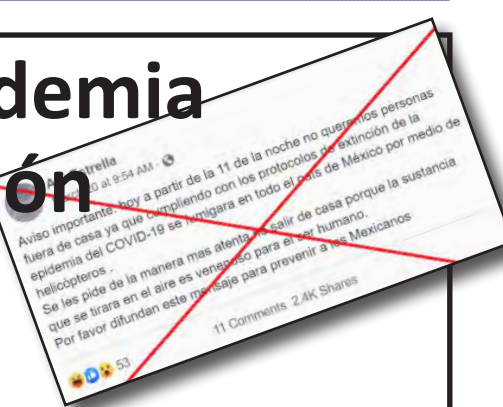 demia
ón
strella
20 at 9:54 AM ·
Aviso importante, hoy a partir de la 11 de la noche no queremos personas
fuera de casa ya que cumpliendo con los protocolos de extinción de la
epidemia del COVID-19 se fumigara en todo el país de México por medio de
helicópteros .
Se les pide de la manera mas atenta no salir de casa porque la sustancia
que se tirara en el aire es venenoso para el ser humano.
Por favor difundan este mensaje para prevenir a los Mexicanos
53
11 Comments 2.4K Shares